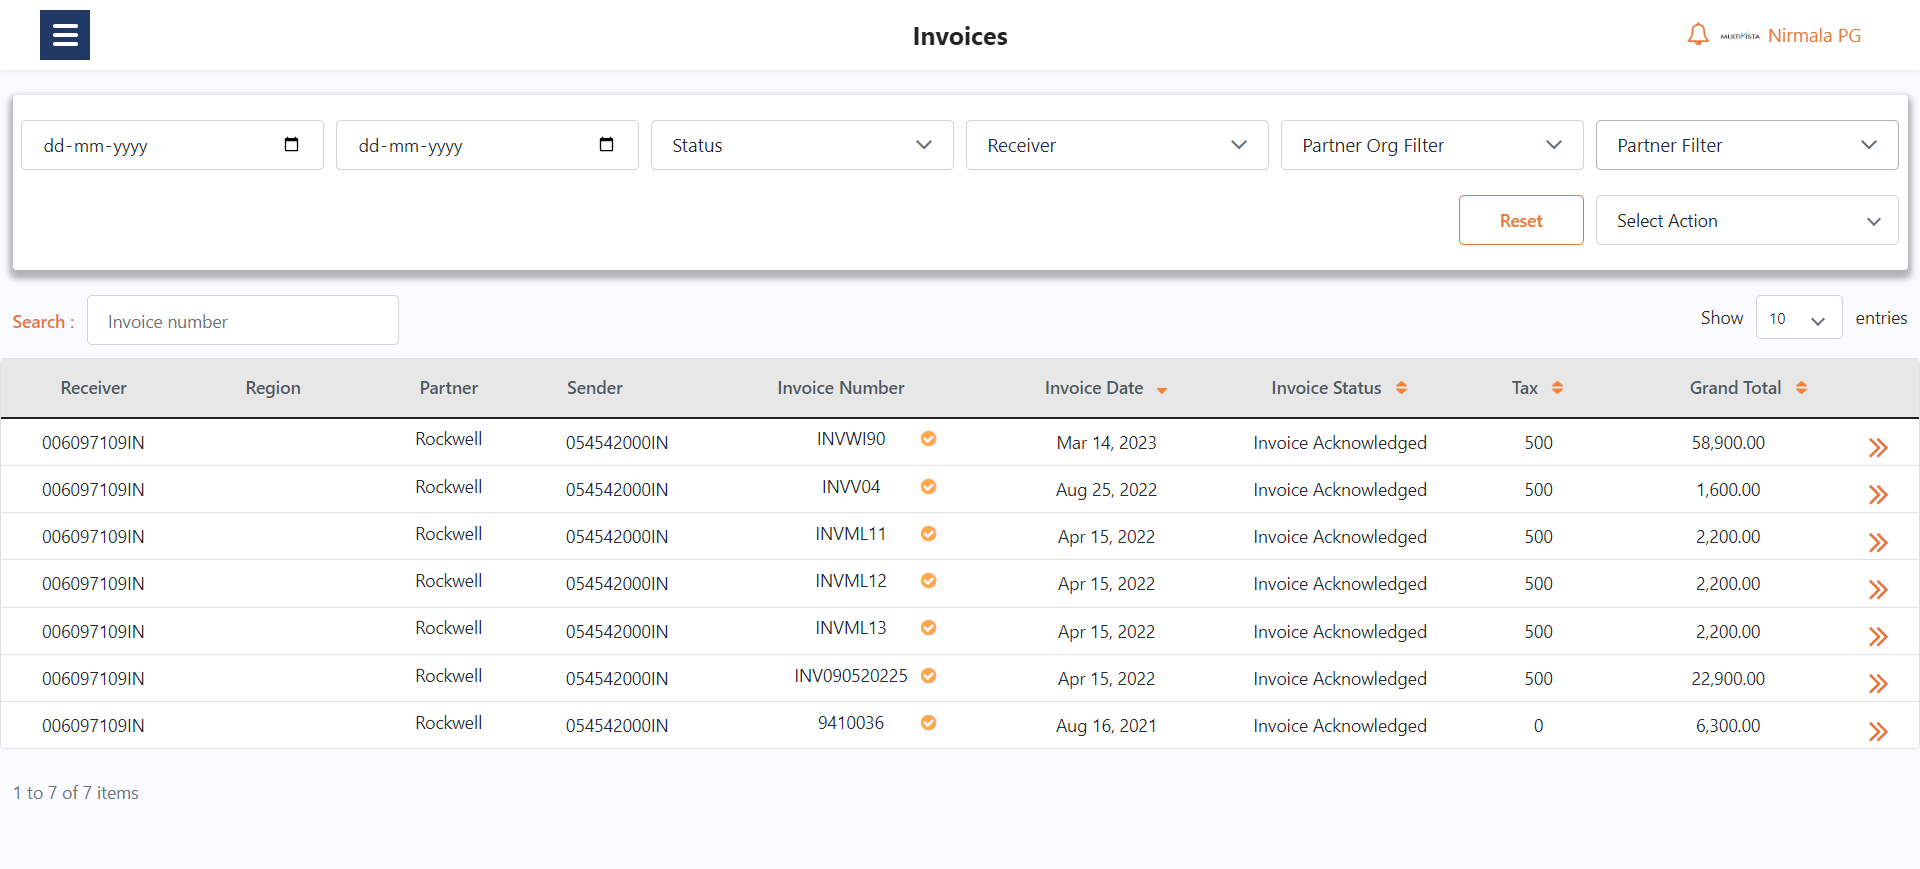 Invoices
MULTIVISTA Nirmala PG
dd-mm-yyyy dd-mm-yyyy Status Receiver Partner Org Filter Partner Filter
Reset Select Action
Search : Invoice number Show 10 entries
Receiver Region Partner Sender Invoice Number Invoice Date Invoice Status Tax Grand Total
006097109IN Rockwell 054542000IN INVWI90 Mar 14, 2023 Invoice Acknowledged 500 58,900.00
006097109IN Rockwell 054542000IN INVV04 Aug 25, 2022 Invoice Acknowledged 500 1,600.00
006097109IN Rockwell 054542000IN INVML11 Apr 15, 2022 Invoice Acknowledged 500 2,200.00
006097109IN Rockwell 054542000IN INVML12 Apr 15, 2022 Invoice Acknowledged 500 2,200.00
006097109IN Rockwell 054542000IN INVML13 Apr 15, 2022 Invoice Acknowledged 500 2,200.00
006097109IN Rockwell 054542000IN INV090520225 Apr 15, 2022 Invoice Acknowledged 500 22,900.00
006097109IN Rockwell 054542000IN 9410036 Aug 16, 2021 Invoice Acknowledged 0 6,300.00
1 to 7 of 7 items